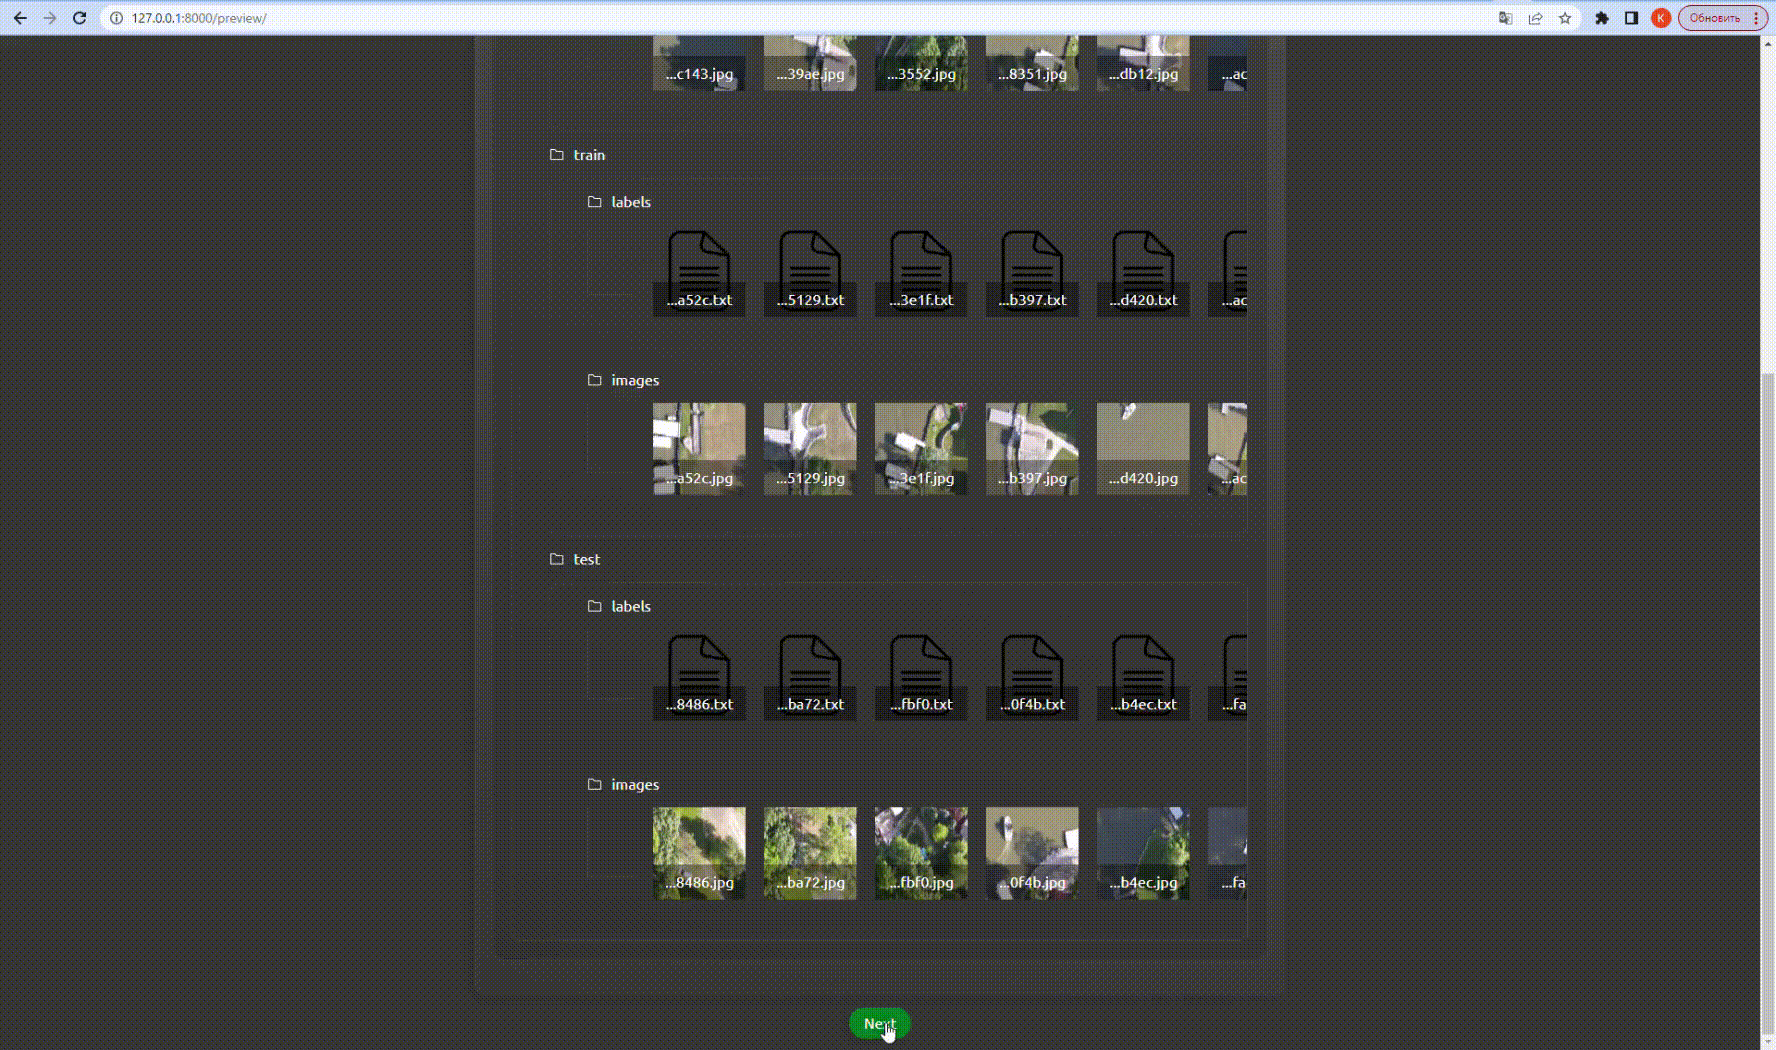 127.0.0.1:8000/preview/
Обновить
K
...c143.jpg ...39ae.jpg ...3552.jpg ...8351.jpg ...db12.jpg ...ac
train
labels
...a52c.txt ...5129.txt ...3e1f.txt ...b397.txt ...d420.txt ...ac
images
...a52c.jpg ...5129.jpg ...3e1f.jpg ...b397.jpg ...d420.jpg ...ac
test
labels
...8486.txt ...ba72.txt ...fbf0.txt ...0f4b.txt ...b4ec.txt ...fa
images
...8486.jpg ...ba72.jpg ...fbf0.jpg ...0f4b.jpg ...b4ec.jpg ...fa
Next